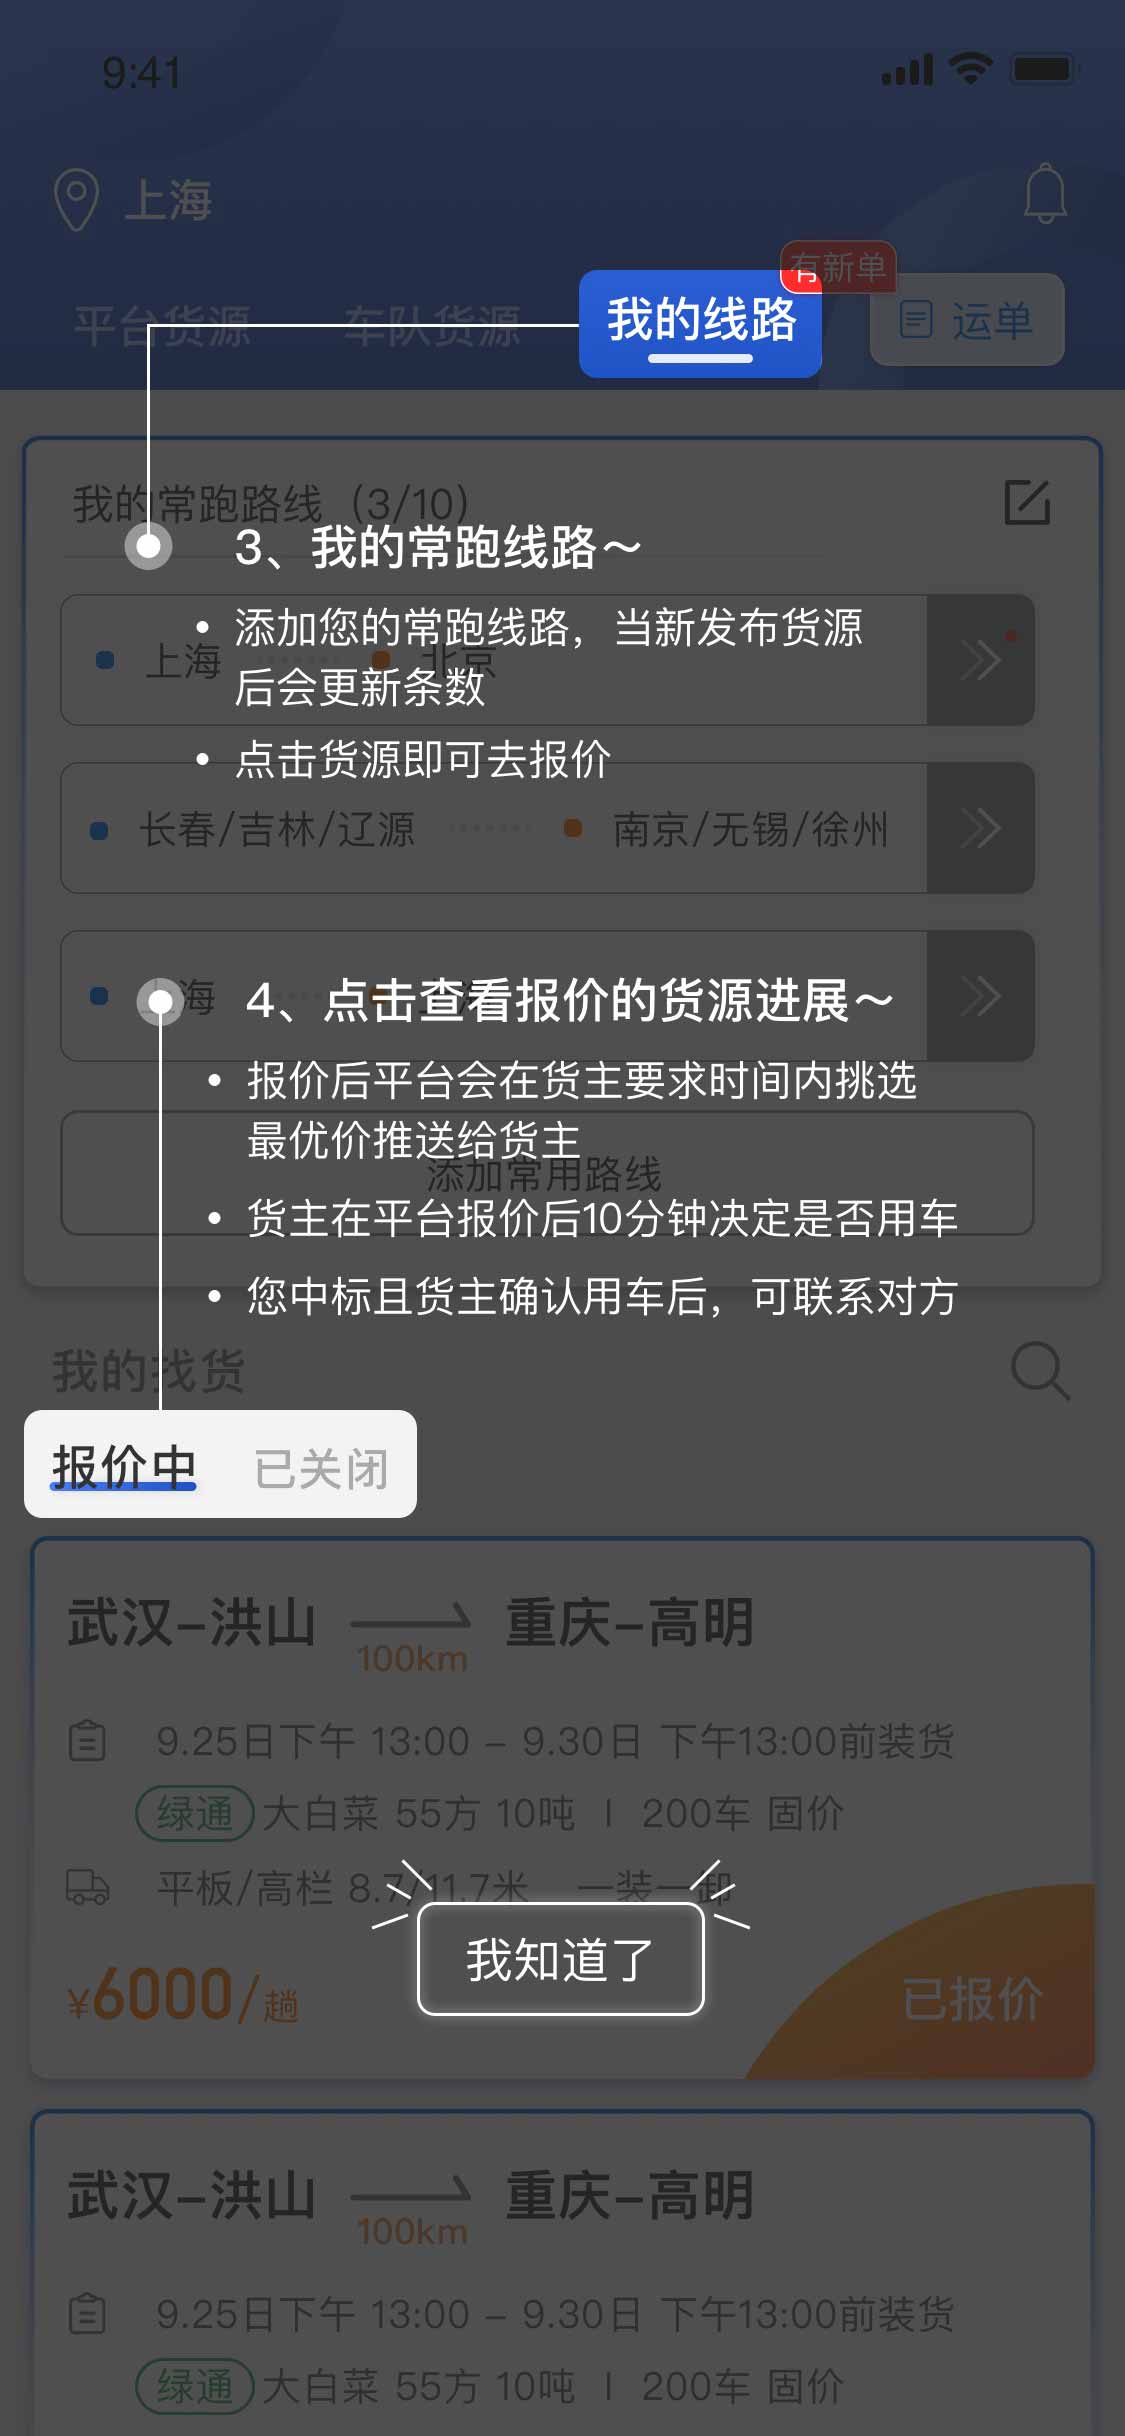 9:41
上海
有新单
平台货源 车队货源 我的线路 运单
我的常跑路线（3/10）
3、我的常跑线路～
添加您的常跑线路，当新发布货源
后会更新条数
上海 北京
点击货源即可去报价
长春/吉林/辽源 南京/无锡/徐州
上海 上海
4、点击查看报价的货源进展～
报价后平台会在货主要求时间内挑选
最优价推送给货主
添加常用路线
货主在平台报价后10分钟决定是否用车
您中标且货主确认用车后，可联系对方
我的找货
报价中 已关闭
武汉–洪山 重庆–高明
100km
9.25日下午 13:00 – 9.30日 下午13:00前装货
绿通 大白菜 55方 10吨 | 200车 固价
平板/高栏 8.7/11.7米 一装一卸
我知道了
¥6000/趟 已报价
武汉–洪山 重庆–高明
100km
9.25日下午 13:00 – 9.30日 下午13:00前装货
绿通 大白菜 55方 10吨 | 200车 固价